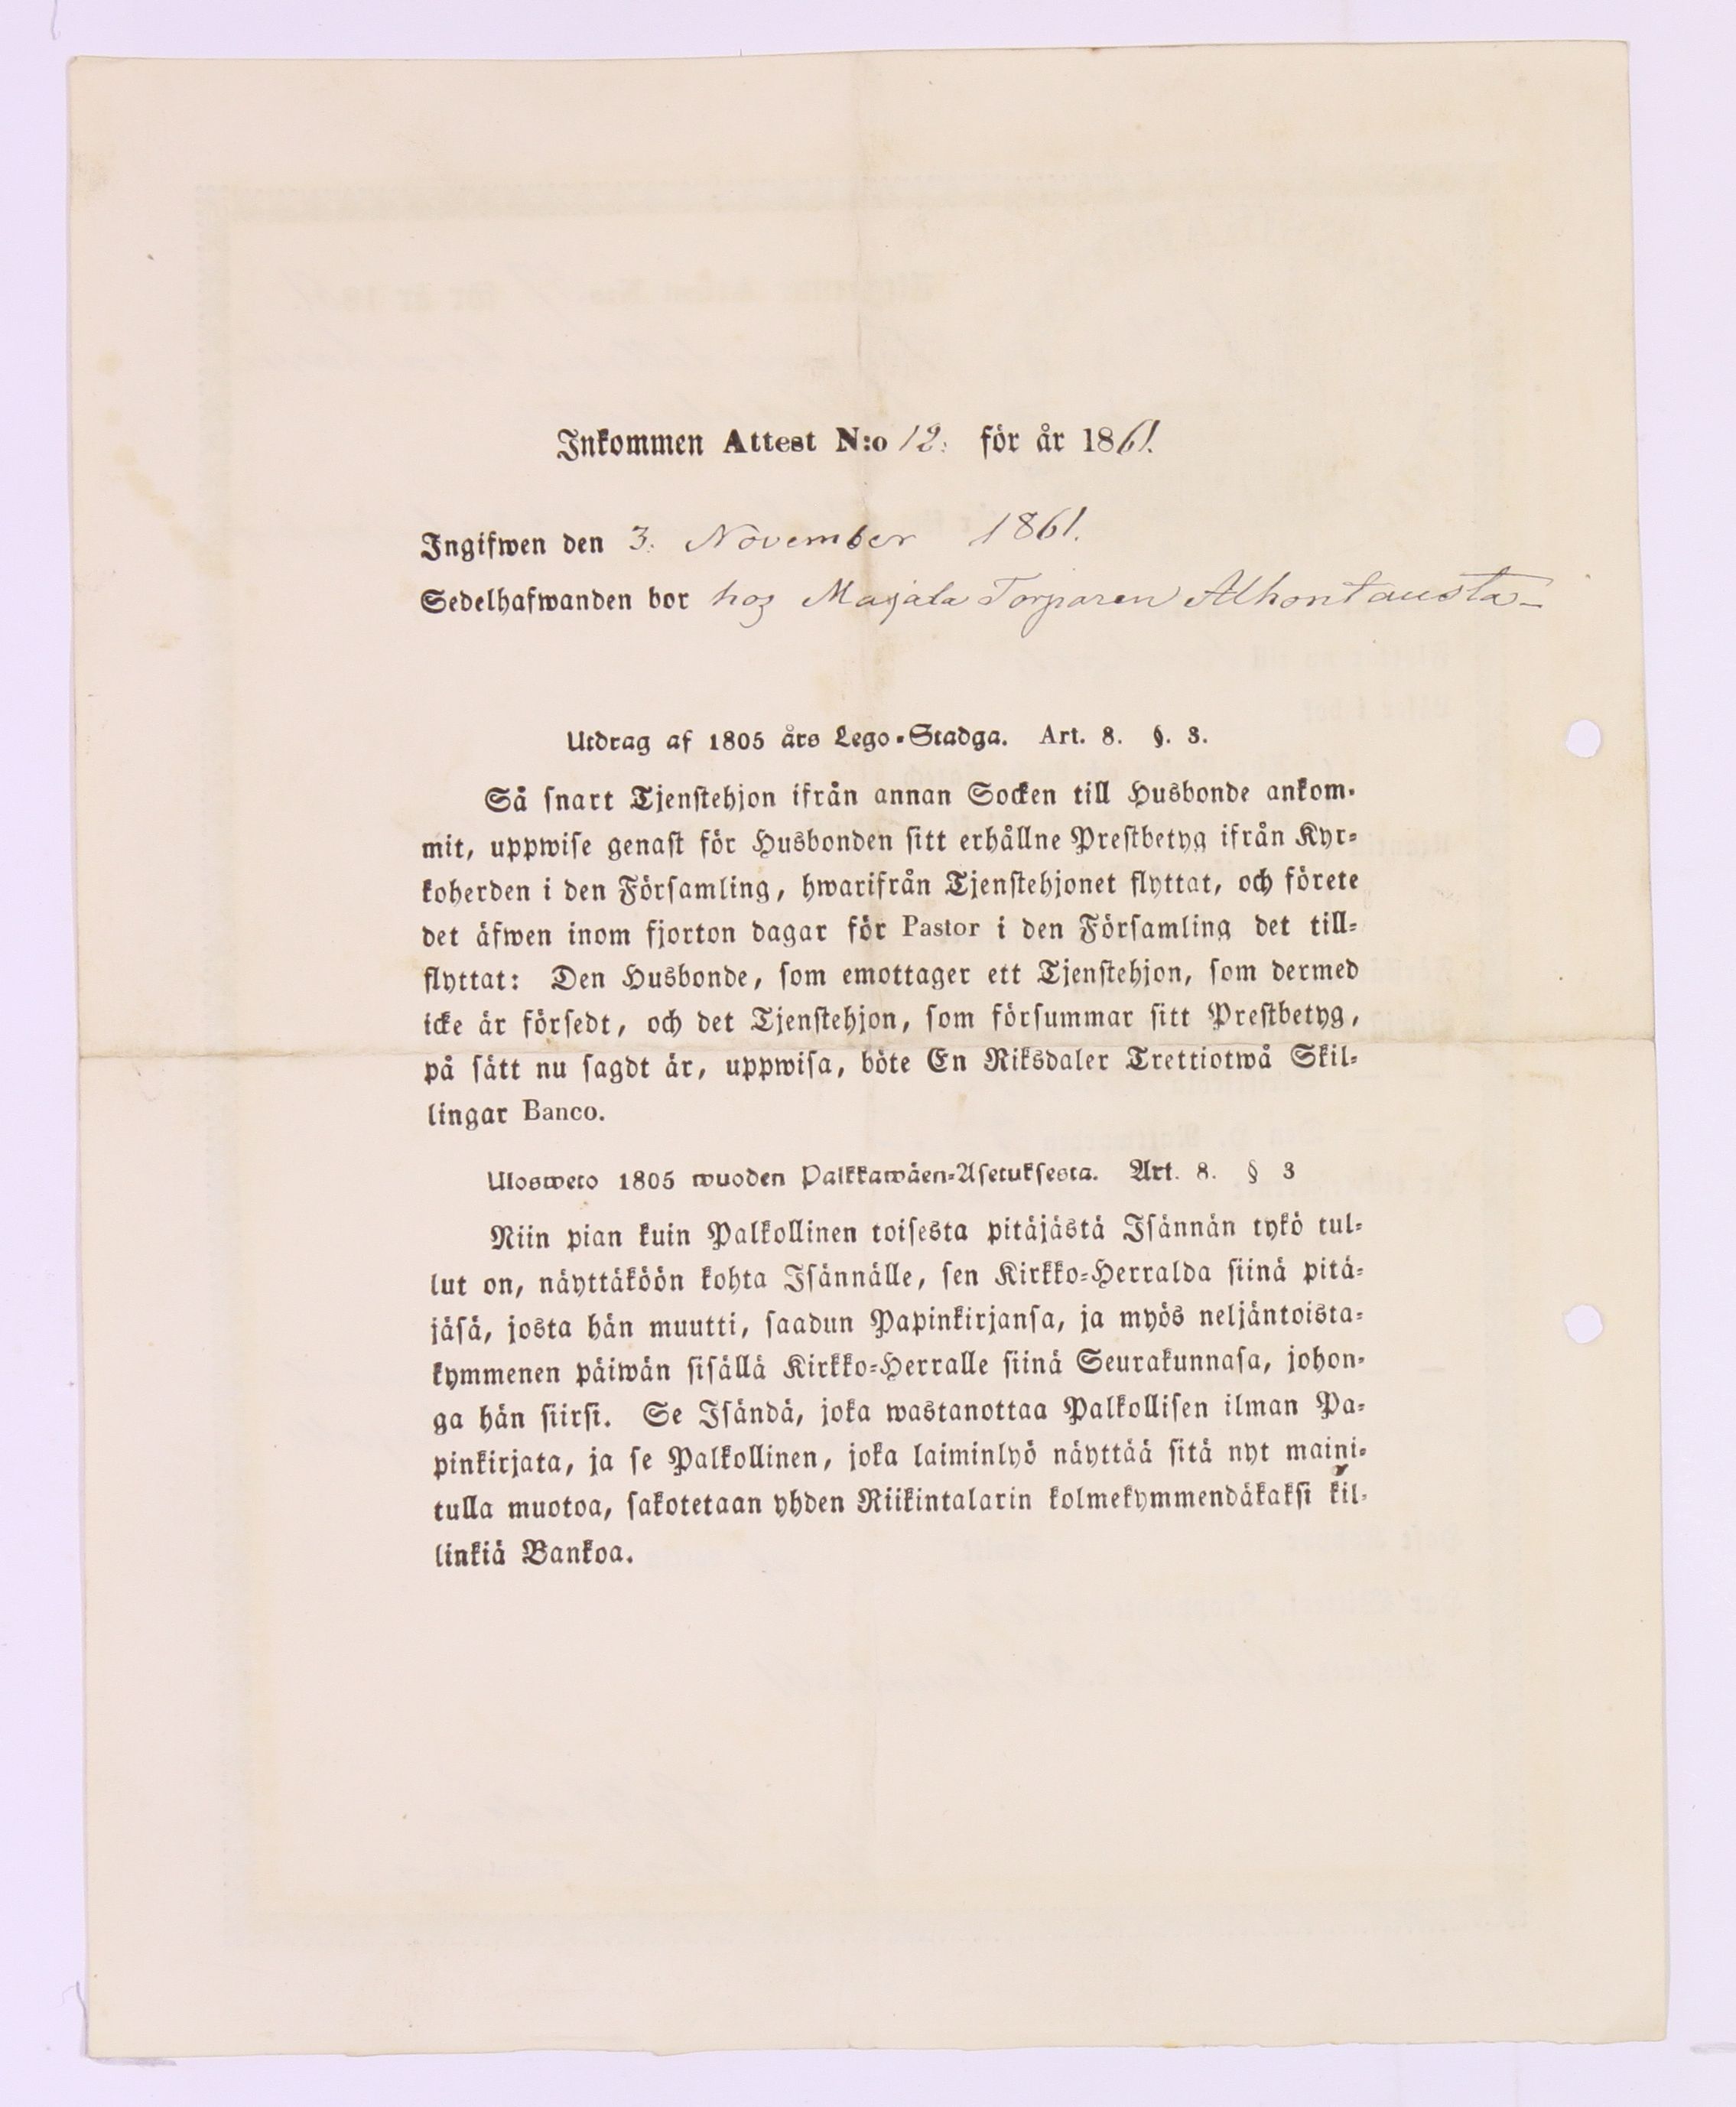 Inkommen Attest N:o 12. för år 1861.
Ingifwen den 3. November 1861.
Sedelhafwanden bor hos Majala Torparen Alhontausta
Utdrag af 1805 års Lego-Stadga. Art. 8. §. 3.
Så snart Tjenstehjon ifrån annan Socken till Husbonde ankom-
mit, uppwise genast för Husbonden sitt erhållne Prestbetyg ifrån Kyr-
koherden i den Församling, hwarifrån Tjenstehjonet flyttat, och förete
det äfwen inom fjorton dagar för Pastor i den Församling det till-
flyttat: Den Husbonde, som emottager ett Tjenstehjon, som dermed
icke är försedt, och det Tjenstehjon, som försummar sitt Prestbetyg,
på sätt nu sagdt är, uppwisa, böte En Riksdaler Trettiotwå Skil-
lingar Banco.
Ulosweto 1805 wuoden Palkkawäen-Asetuksesta. Art. 8. § 3
Niin pian kuin Palkollinen toisesta pitäjästä Isännän tykö tul-
lut on, näyttäköön kohta Isännälle, sen Kirkko-Herralda siinä pitä-
jäsä, josta hän muutti, saadun Papinkirjansa, ja myös neljäntoista-
kymmenen päiwän sisällä Kirkko-Herralle siinä Seurakunnasa, johon-
ga hän siirsi. Se Isändä, joka wastanottaa Palkollisen ilman Pa-
pinkirjata, ja se Palkollinen, joka laiminlyö näyttää sitä nyt maini-
tulla muotoa, sakotetaan yhden Riikintalarin kolmekymmendäkaksi kil-
linkiä Bankoa.